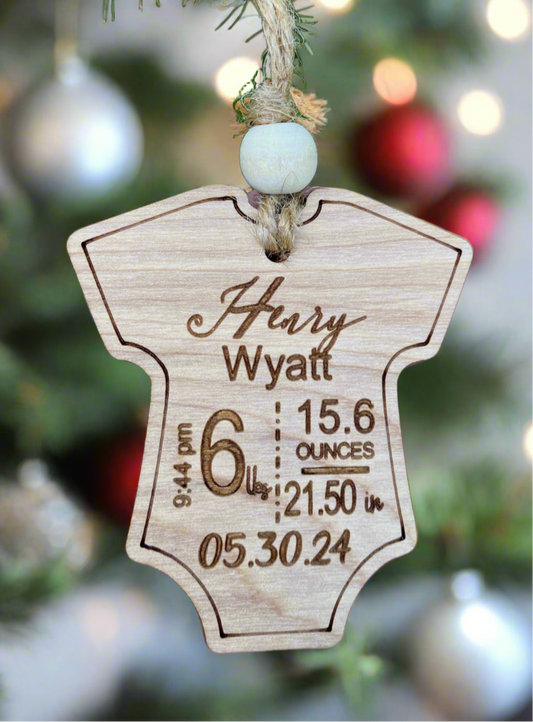 Henry
Wyatt
9:44 pm
6 lbs
15.6
OUNCES
21.50 in
05.30.24